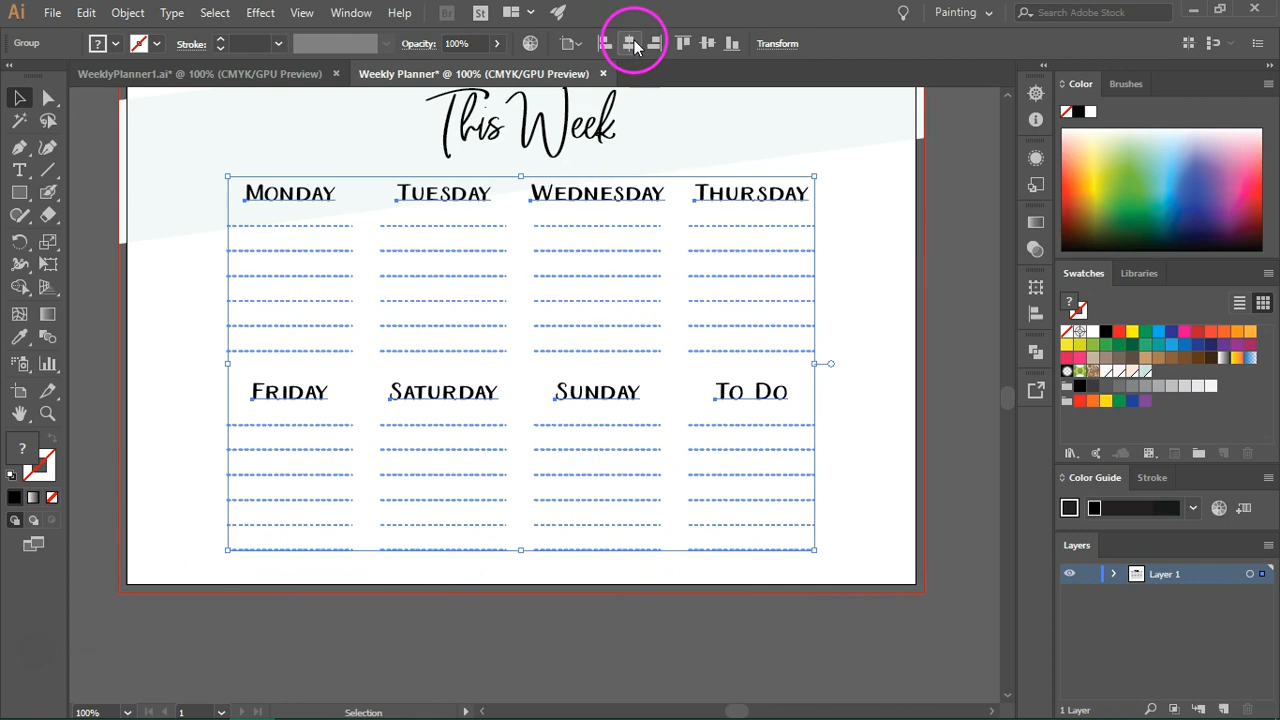 Ai File Edit Object Type Select Effect View Window Help Br St Painting Search Adobe Stock
Group ? Stroke: Opacity: 100% Transform
WeeklyPlanner1.ai* @ 100% (CMYK/GPU Preview) × Weekly Planner* @ 100% (CMYK/GPU Preview) ×
This Week
Monday Tuesday Wednesday Thursday
Friday Saturday Sunday To Do
Color Brushes
Swatches Libraries
?
Color Guide Stroke
Layers
Layer 1
1 Layer
?
100% 1 Selection